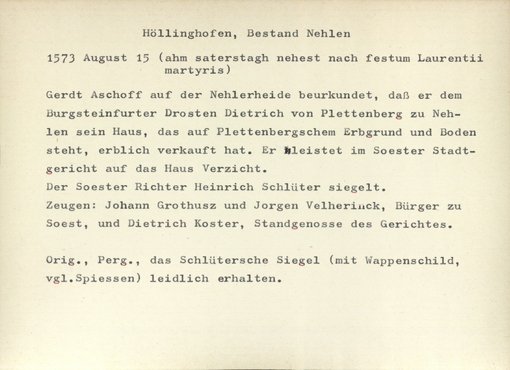 Höllinghofen, Bestand Nehlen
1573 August 15 (ahm saterstagh nehest nach festum Laurentii
martyris)
Gerdt Aschoff auf der Nehlerheide beurkundet, daß er dem
Burgsteinfurter Drosten Dietrich von Plettenberg zu Neh-
len sein Haus, das auf Plettenbergschem Erbgrund und Boden
steht, erblich verkauft hat. Er leistet im Soester Stadt-
gericht auf das Haus Verzicht.
Der Soester Richter Heinrich Schlüter siegelt.
Zeugen: Johann Grothusz und Jorgen Velherinck, Bürger zu
Soest, und Dietrich Koster, Standgenosse des Gerichtes.
Orig., Perg., das Schlütersche Siegel (mit Wappenschild,
vgl.Spiessen) leidlich erhalten.